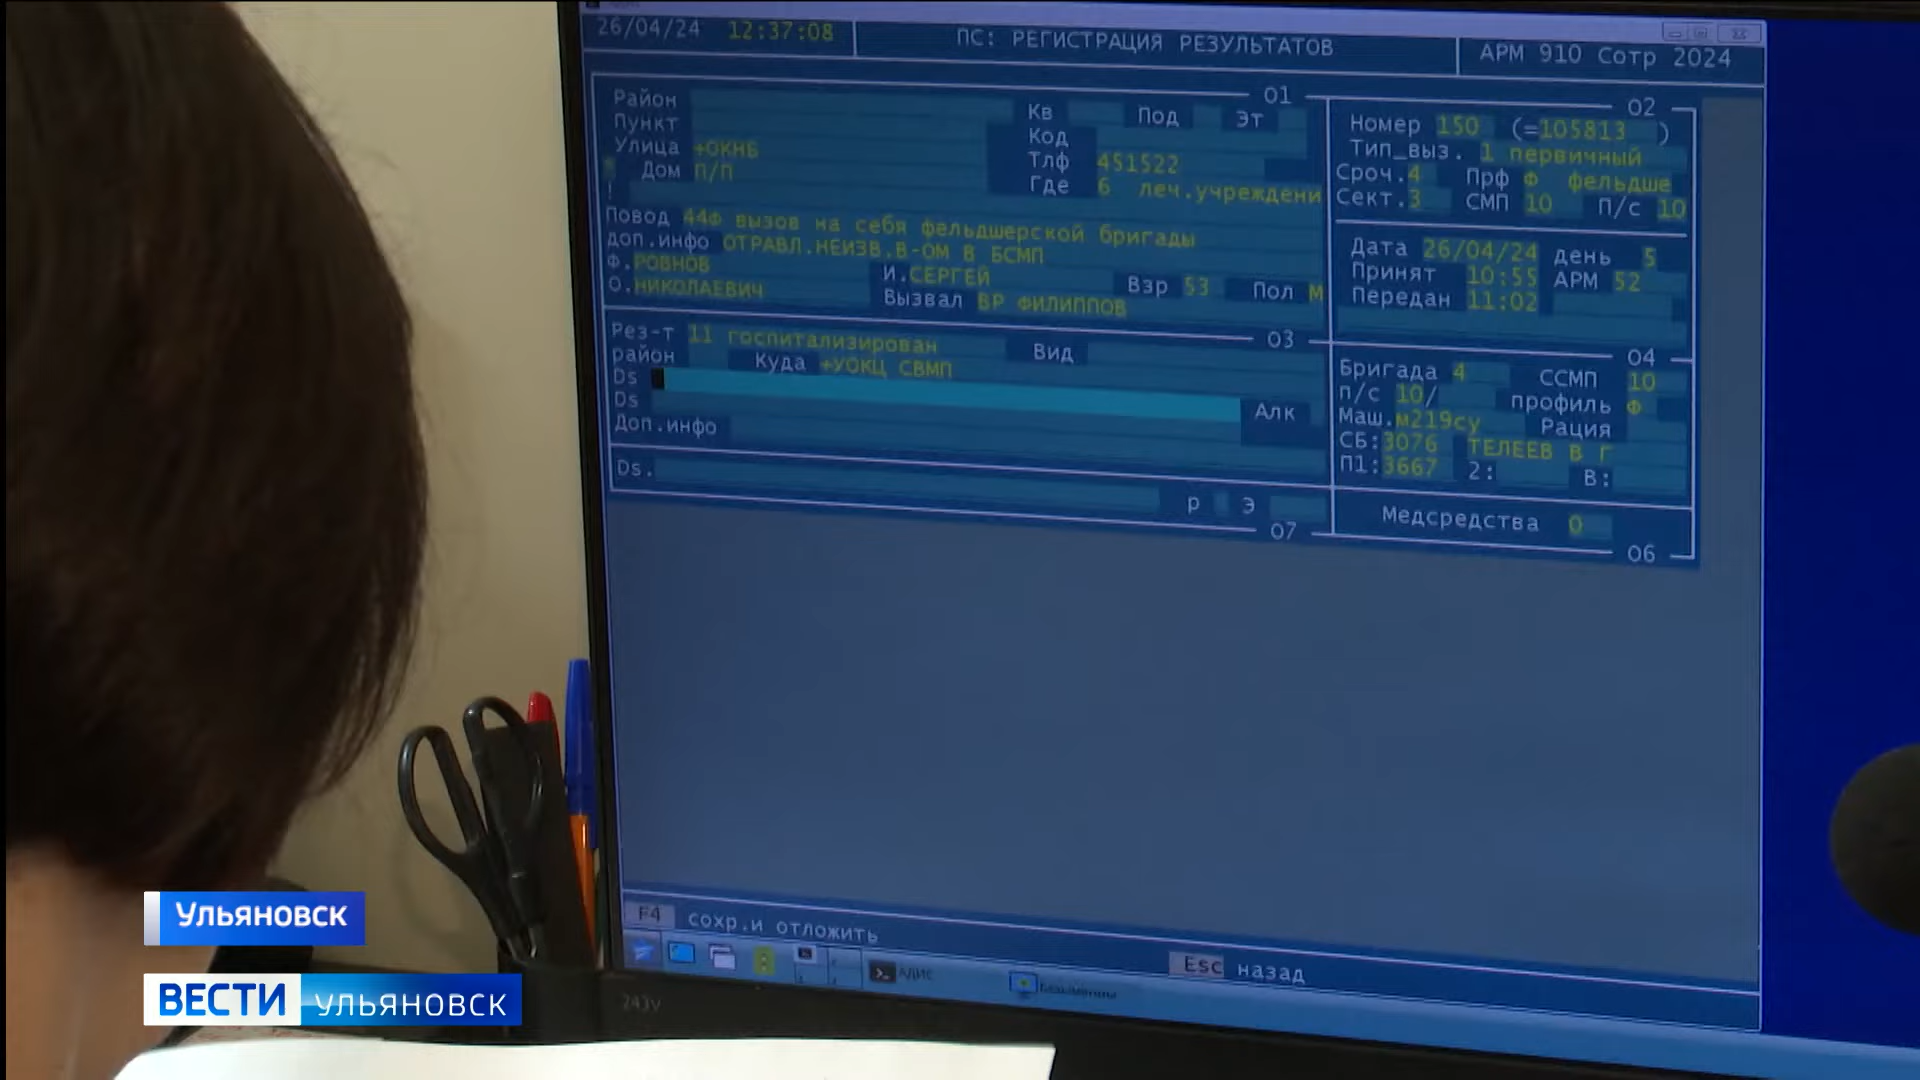 26/04/24 12:37:08 ПС: РЕГИСТРАЦИЯ РЕЗУЛЬТАТОВ АРМ 910 Сотр 2024
01
Район Кв Под Эт
Пункт Код
Улица +ОКНБ Тлф 451522
Дом П/П Где 6 леч.учреждени
!
Повод 44Ф вызов на себя фельдшерской бригады
доп.инфо ОТРАВЛ.НЕИЗВ.В-ОМ В БСМП
Ф.РОВНОВ И.СЕРГЕЙ Взр 53 Пол М
О.НИКОЛАЕВИЧ Вызвал ВР ФИЛИППОВ
02
Номер 150 (=105813 )
Тип_выз. 1 первичный
Сроч.4 Прф Ф фельдше
Сект.3 СМП 10 П/с 10
Дата 26/04/24 день 5
Принят 10:55 АРМ 52
Передан 11:02
03
Рез-т 11 госпитализирован Вид
район Куда +УОКЦ СВМП
Ds
Ds Алк
Доп.инфо
Ds.
Р Э
07
04
Бригада 4 ССМП 10
п/с 10/ профиль Ф
Маш.м219су Рация
СБ:3076 ТЕЛЕЕВ В Г
П1:3667 2: В:
Медсредства 0
06
F4 сохр.и отложить
Esc назад
АДИС
243V
Ульяновск
ВЕСТИ УЛЬЯНОВСК